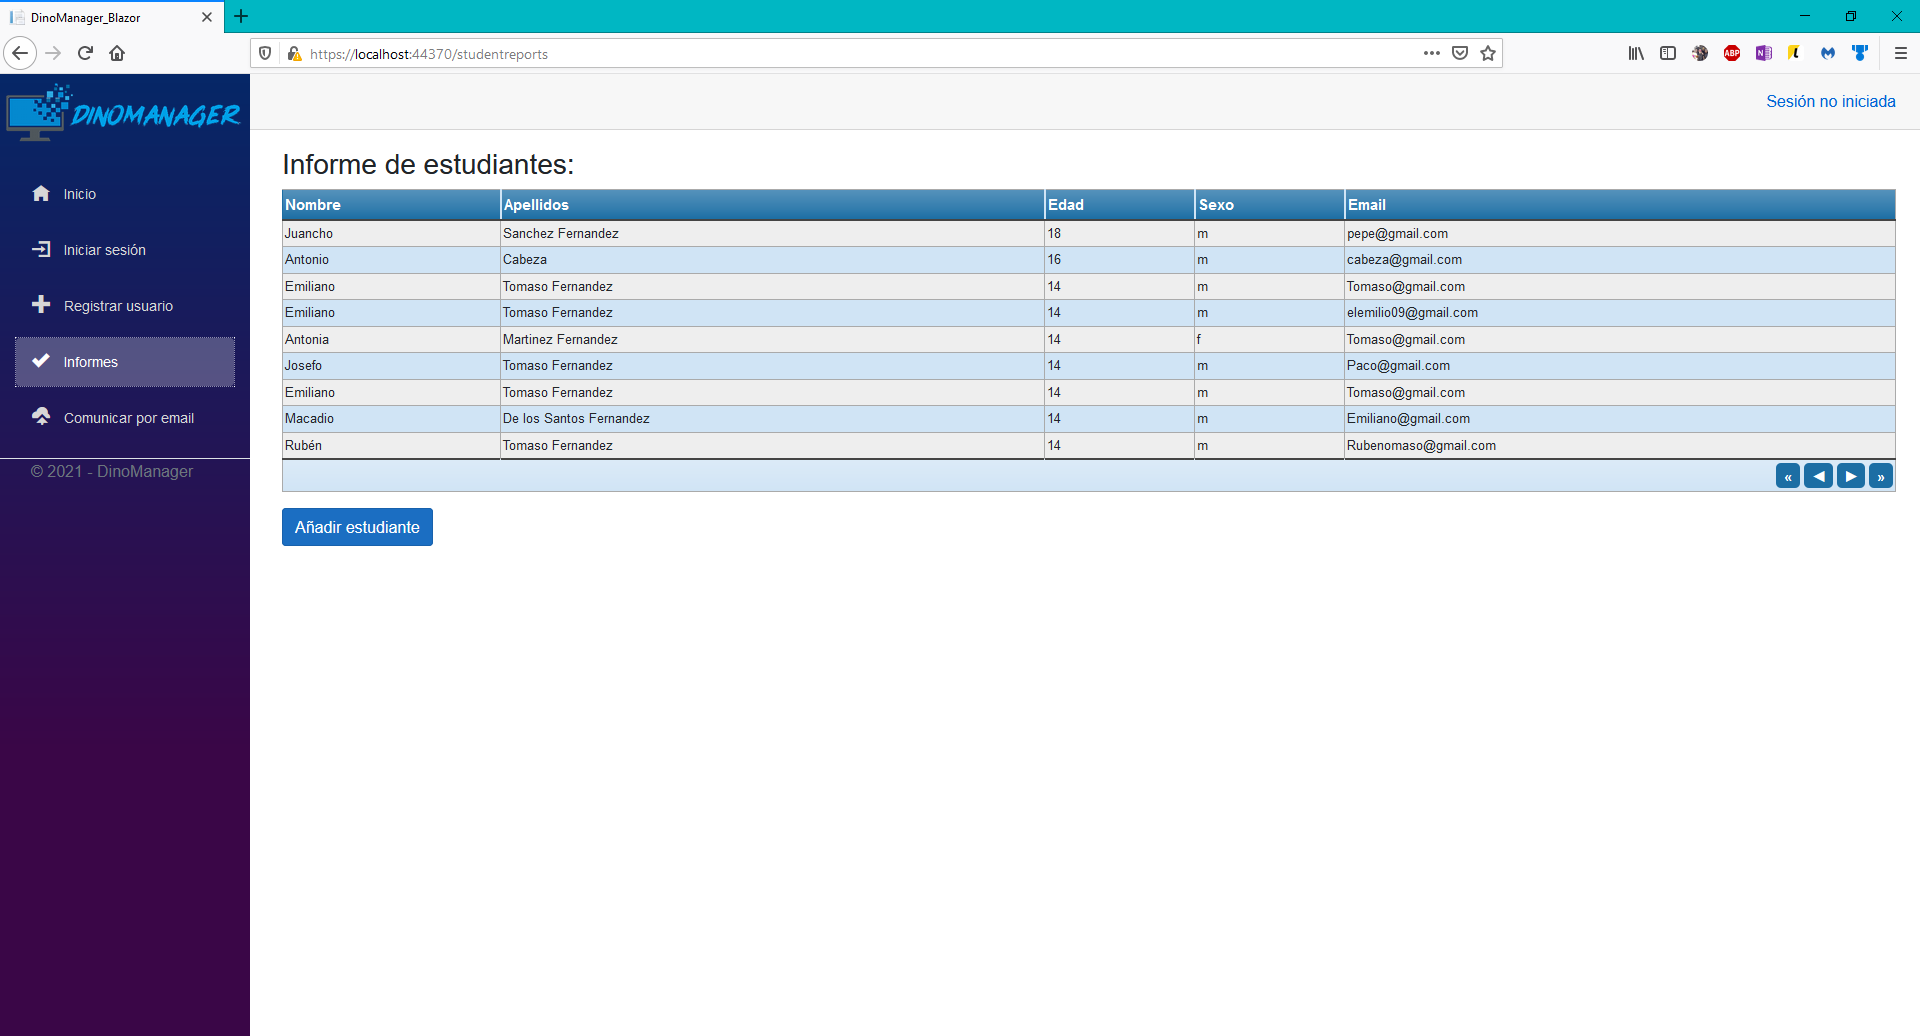 DinoManager_Blazor
https://localhost:44370/studentreports
ABP
DINOMANAGER
Sesión no iniciada
Inicio
Iniciar sesión
Registrar usuario
Informes
Comunicar por email
© 2021 - DinoManager
Informe de estudiantes:
Nombre Apellidos Edad Sexo Email
Juancho Sanchez Fernandez 18 m pepe@gmail.com
Antonio Cabeza 16 m cabeza@gmail.com
Emiliano Tomaso Fernandez 14 m Tomaso@gmail.com
Emiliano Tomaso Fernandez 14 m elemilio09@gmail.com
Antonia Martinez Fernandez 14 f Tomaso@gmail.com
Josefo Tomaso Fernandez 14 m Paco@gmail.com
Emiliano Tomaso Fernandez 14 m Tomaso@gmail.com
Macadio De los Santos Fernandez 14 m Emiliano@gmail.com
Rubén Tomaso Fernandez 14 m Rubenomaso@gmail.com
« ◀ ▶ »
Añadir estudiante